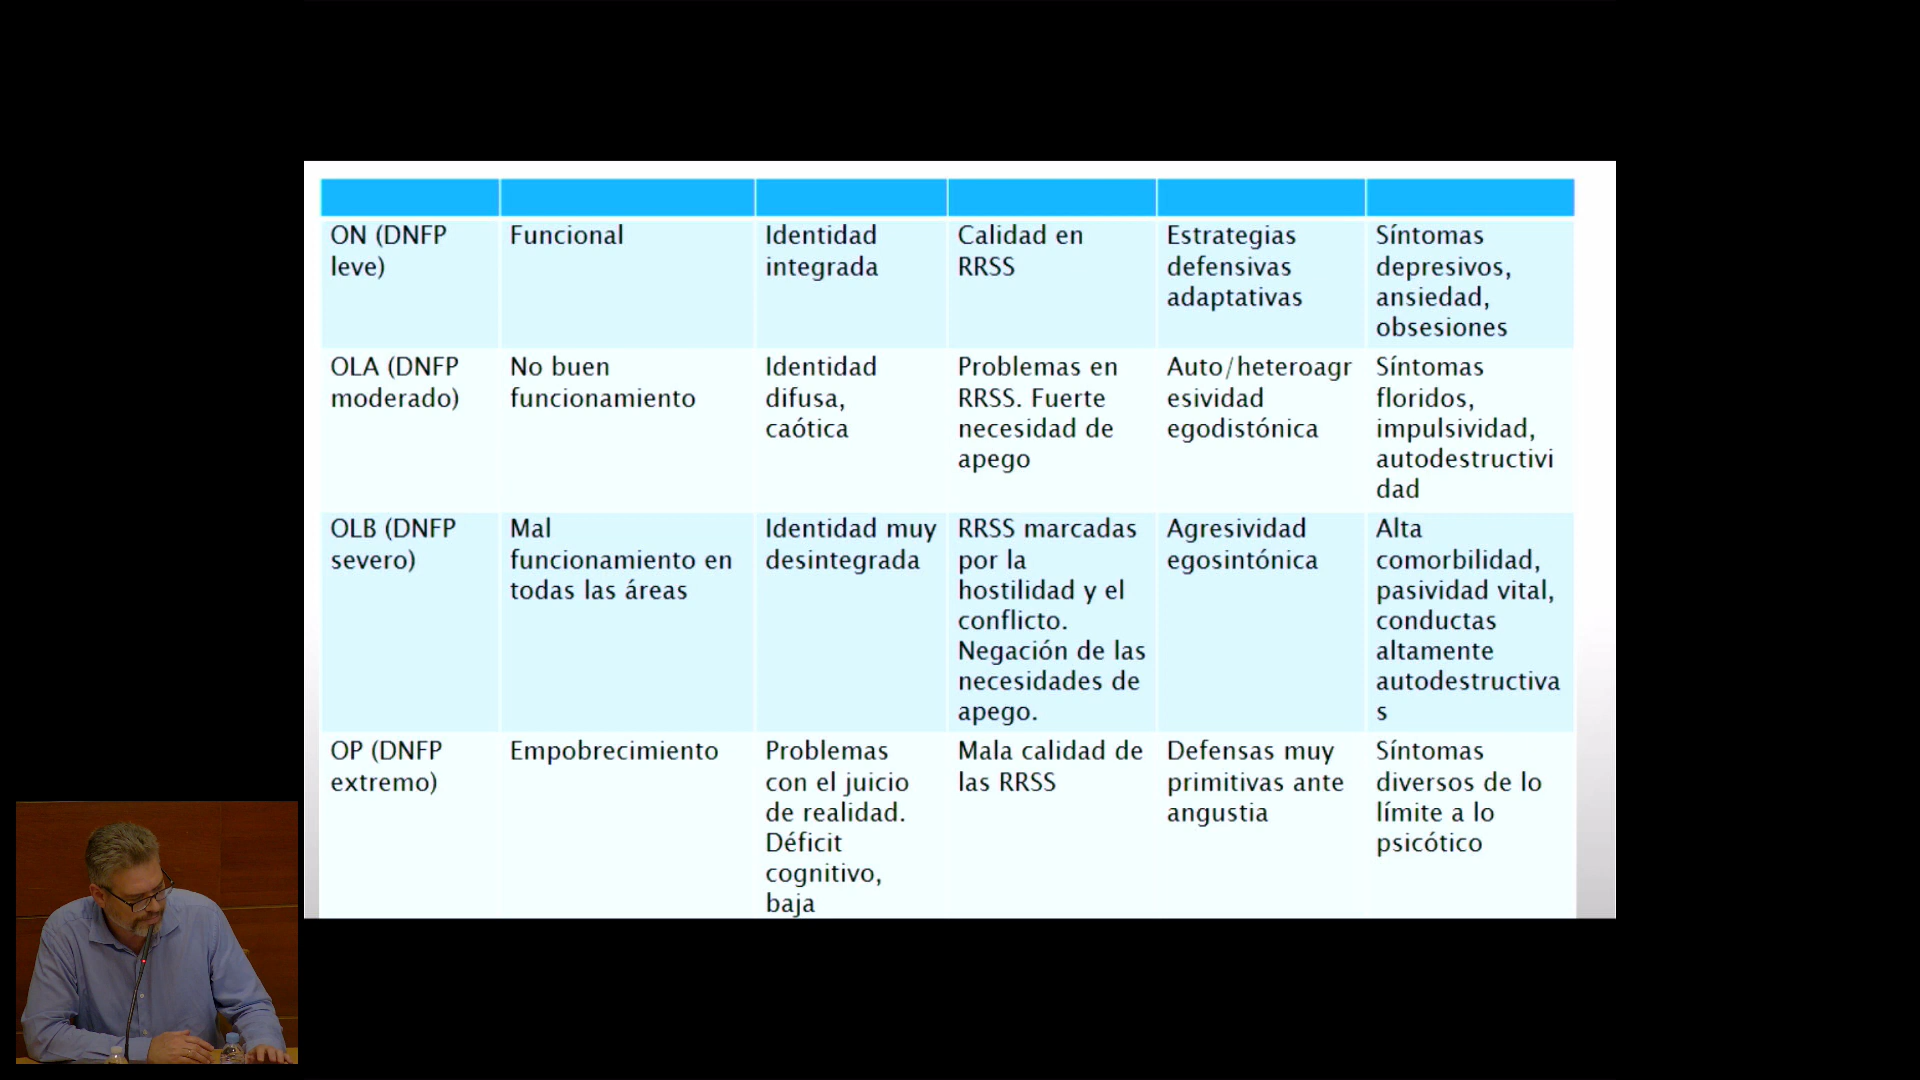 ON (DNFP
leve)
Funcional
Identidad
integrada
Calidad en
RRSS
Estrategias
defensivas
adaptativas
Síntomas
depresivos,
ansiedad,
obsesiones
OLA (DNFP
moderado)
No buen
funcionamiento
Identidad
difusa,
caótica
Problemas en
RRSS. Fuerte
necesidad de
apego
Auto/heteroagr
esividad
egodistónica
Síntomas
floridos,
impulsividad,
autodestructivi
dad
OLB (DNFP
severo)
Mal
funcionamiento en
todas las áreas
Identidad muy
desintegrada
RRSS marcadas
por la
hostilidad y el
conflicto.
Negación de las
necesidades de
apego.
Agresividad
egosintónica
Alta
comorbilidad,
pasividad vital,
conductas
altamente
autodestructiva
s
OP (DNFP
extremo)
Empobrecimiento
Problemas
con el juicio
de realidad.
Déficit
cognitivo,
baja
Mala calidad de
las RRSS
Defensas muy
primitivas ante
angustia
Síntomas
diversos de lo
límite a lo
psicótico